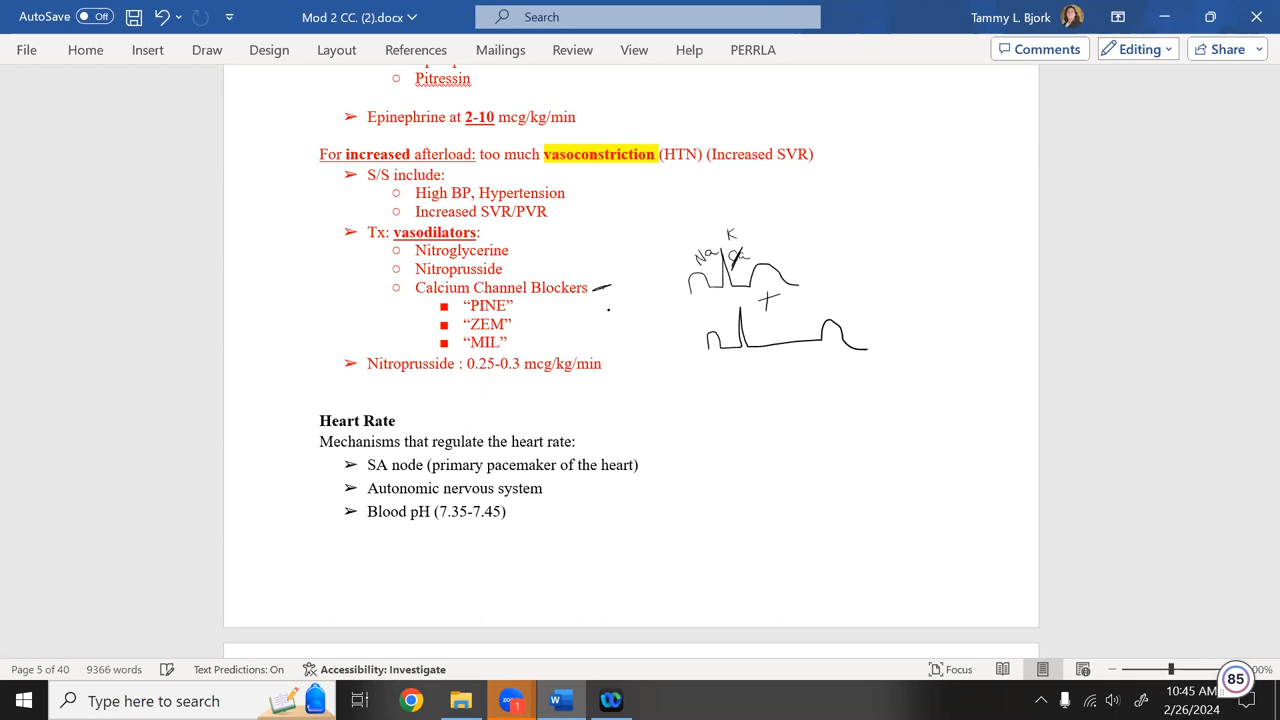 AutoSave Off Mod 2 CC. (2).docx Search Tammy L. Bjork
File Home Insert Draw Design Layout References Mailings Review View Help PERRLA Comments Editing Share
○ Pitressin
➢ Epinephrine at 2-10 mcg/kg/min
For increased afterload: too much vasoconstriction (HTN) (Increased SVR)
➢ S/S include:
○ High BP, Hypertension
○ Increased SVR/PVR
➢ Tx: vasodilators:
K
○ Nitroglycerine
Na
○ Nitroprusside
○ Calcium Channel Blockers
■ “PINE”
■ “ZEM”
■ “MIL”
➢ Nitroprusside : 0.25-0.3 mcg/kg/min
Heart Rate
Mechanisms that regulate the heart rate:
➢ SA node (primary pacemaker of the heart)
➢ Autonomic nervous system
➢ Blood pH (7.35-7.45)
Page 5 of 40 9366 words Text Predictions: On Accessibility: Investigate Focus 85
Type here to search 1 10:45 AM
2/26/2024